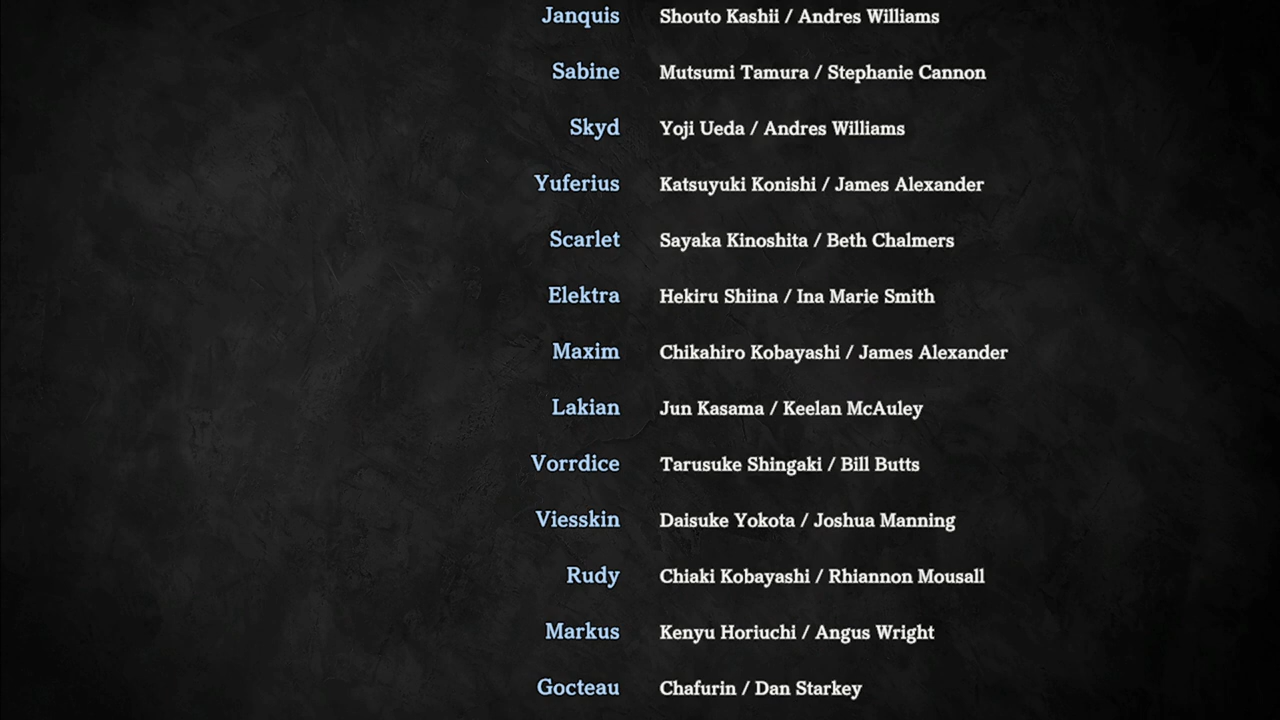 Janquis Shouto Kashii / Andres Williams
Sabine Mutsumi Tamura / Stephanie Cannon
Skyd Yoji Ueda / Andres Williams
Yuferius Katsuyuki Konishi / James Alexander
Scarlet Sayaka Kinoshita / Beth Chalmers
Elektra Hekiru Shiina / Ina Marie Smith
Maxim Chikahiro Kobayashi / James Alexander
Lakian Jun Kasama / Keelan McAuley
Vorrdice Tarusuke Shingaki / Bill Butts
Viesskin Daisuke Yokota / Joshua Manning
Rudy Chiaki Kobayashi / Rhiannon Mousall
Markus Kenyu Horiuchi / Angus Wright
Gocteau Chafurin / Dan Starkey